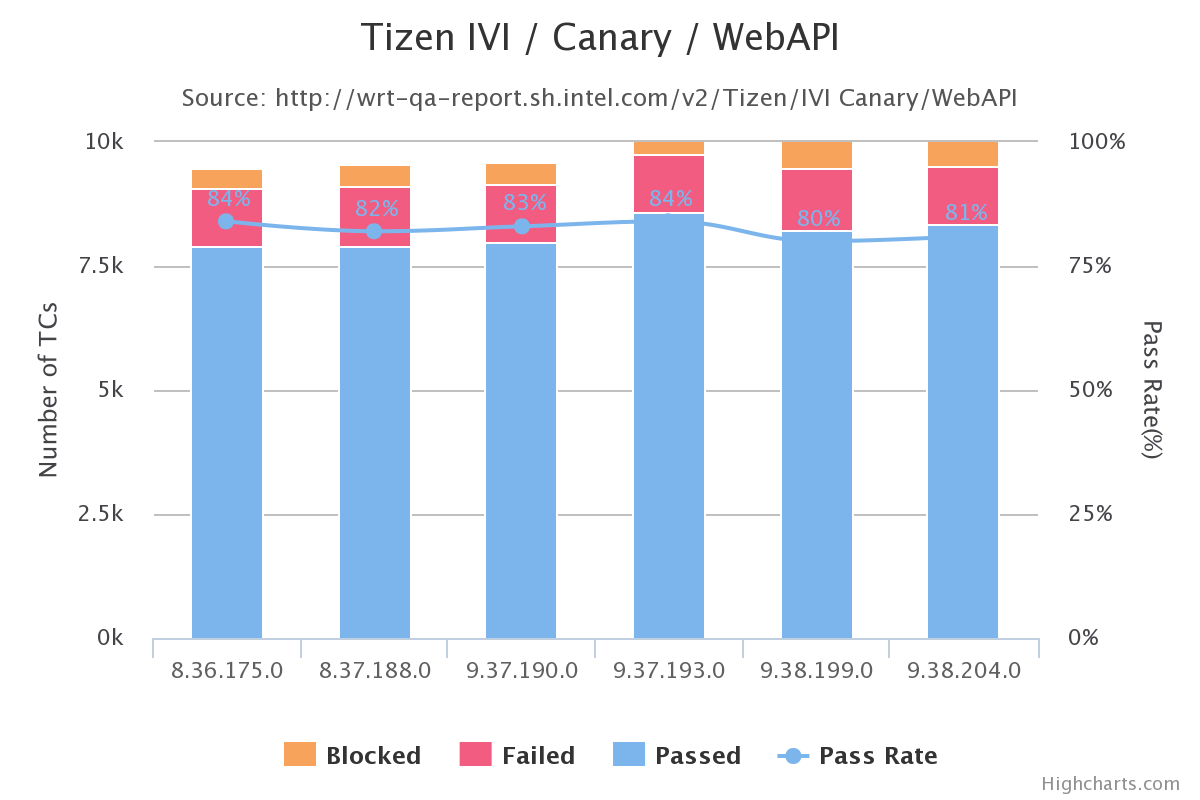 Tizen IVI / Canary / WebAPI
Source: http://wrt-qa-report.sh.intel.com/v2/Tizen/IVI Canary/WebAPI
10k
7.5k
5k
2.5k
0k
Number of TCs
100%
75%
50%
25%
0%
Pass Rate(%)
84%
82%
83%
84%
80%
81%
8.36.175.0
8.37.188.0
9.37.190.0
9.37.193.0
9.38.199.0
9.38.204.0
Blocked
Failed
Passed
Pass Rate
Highcharts.com